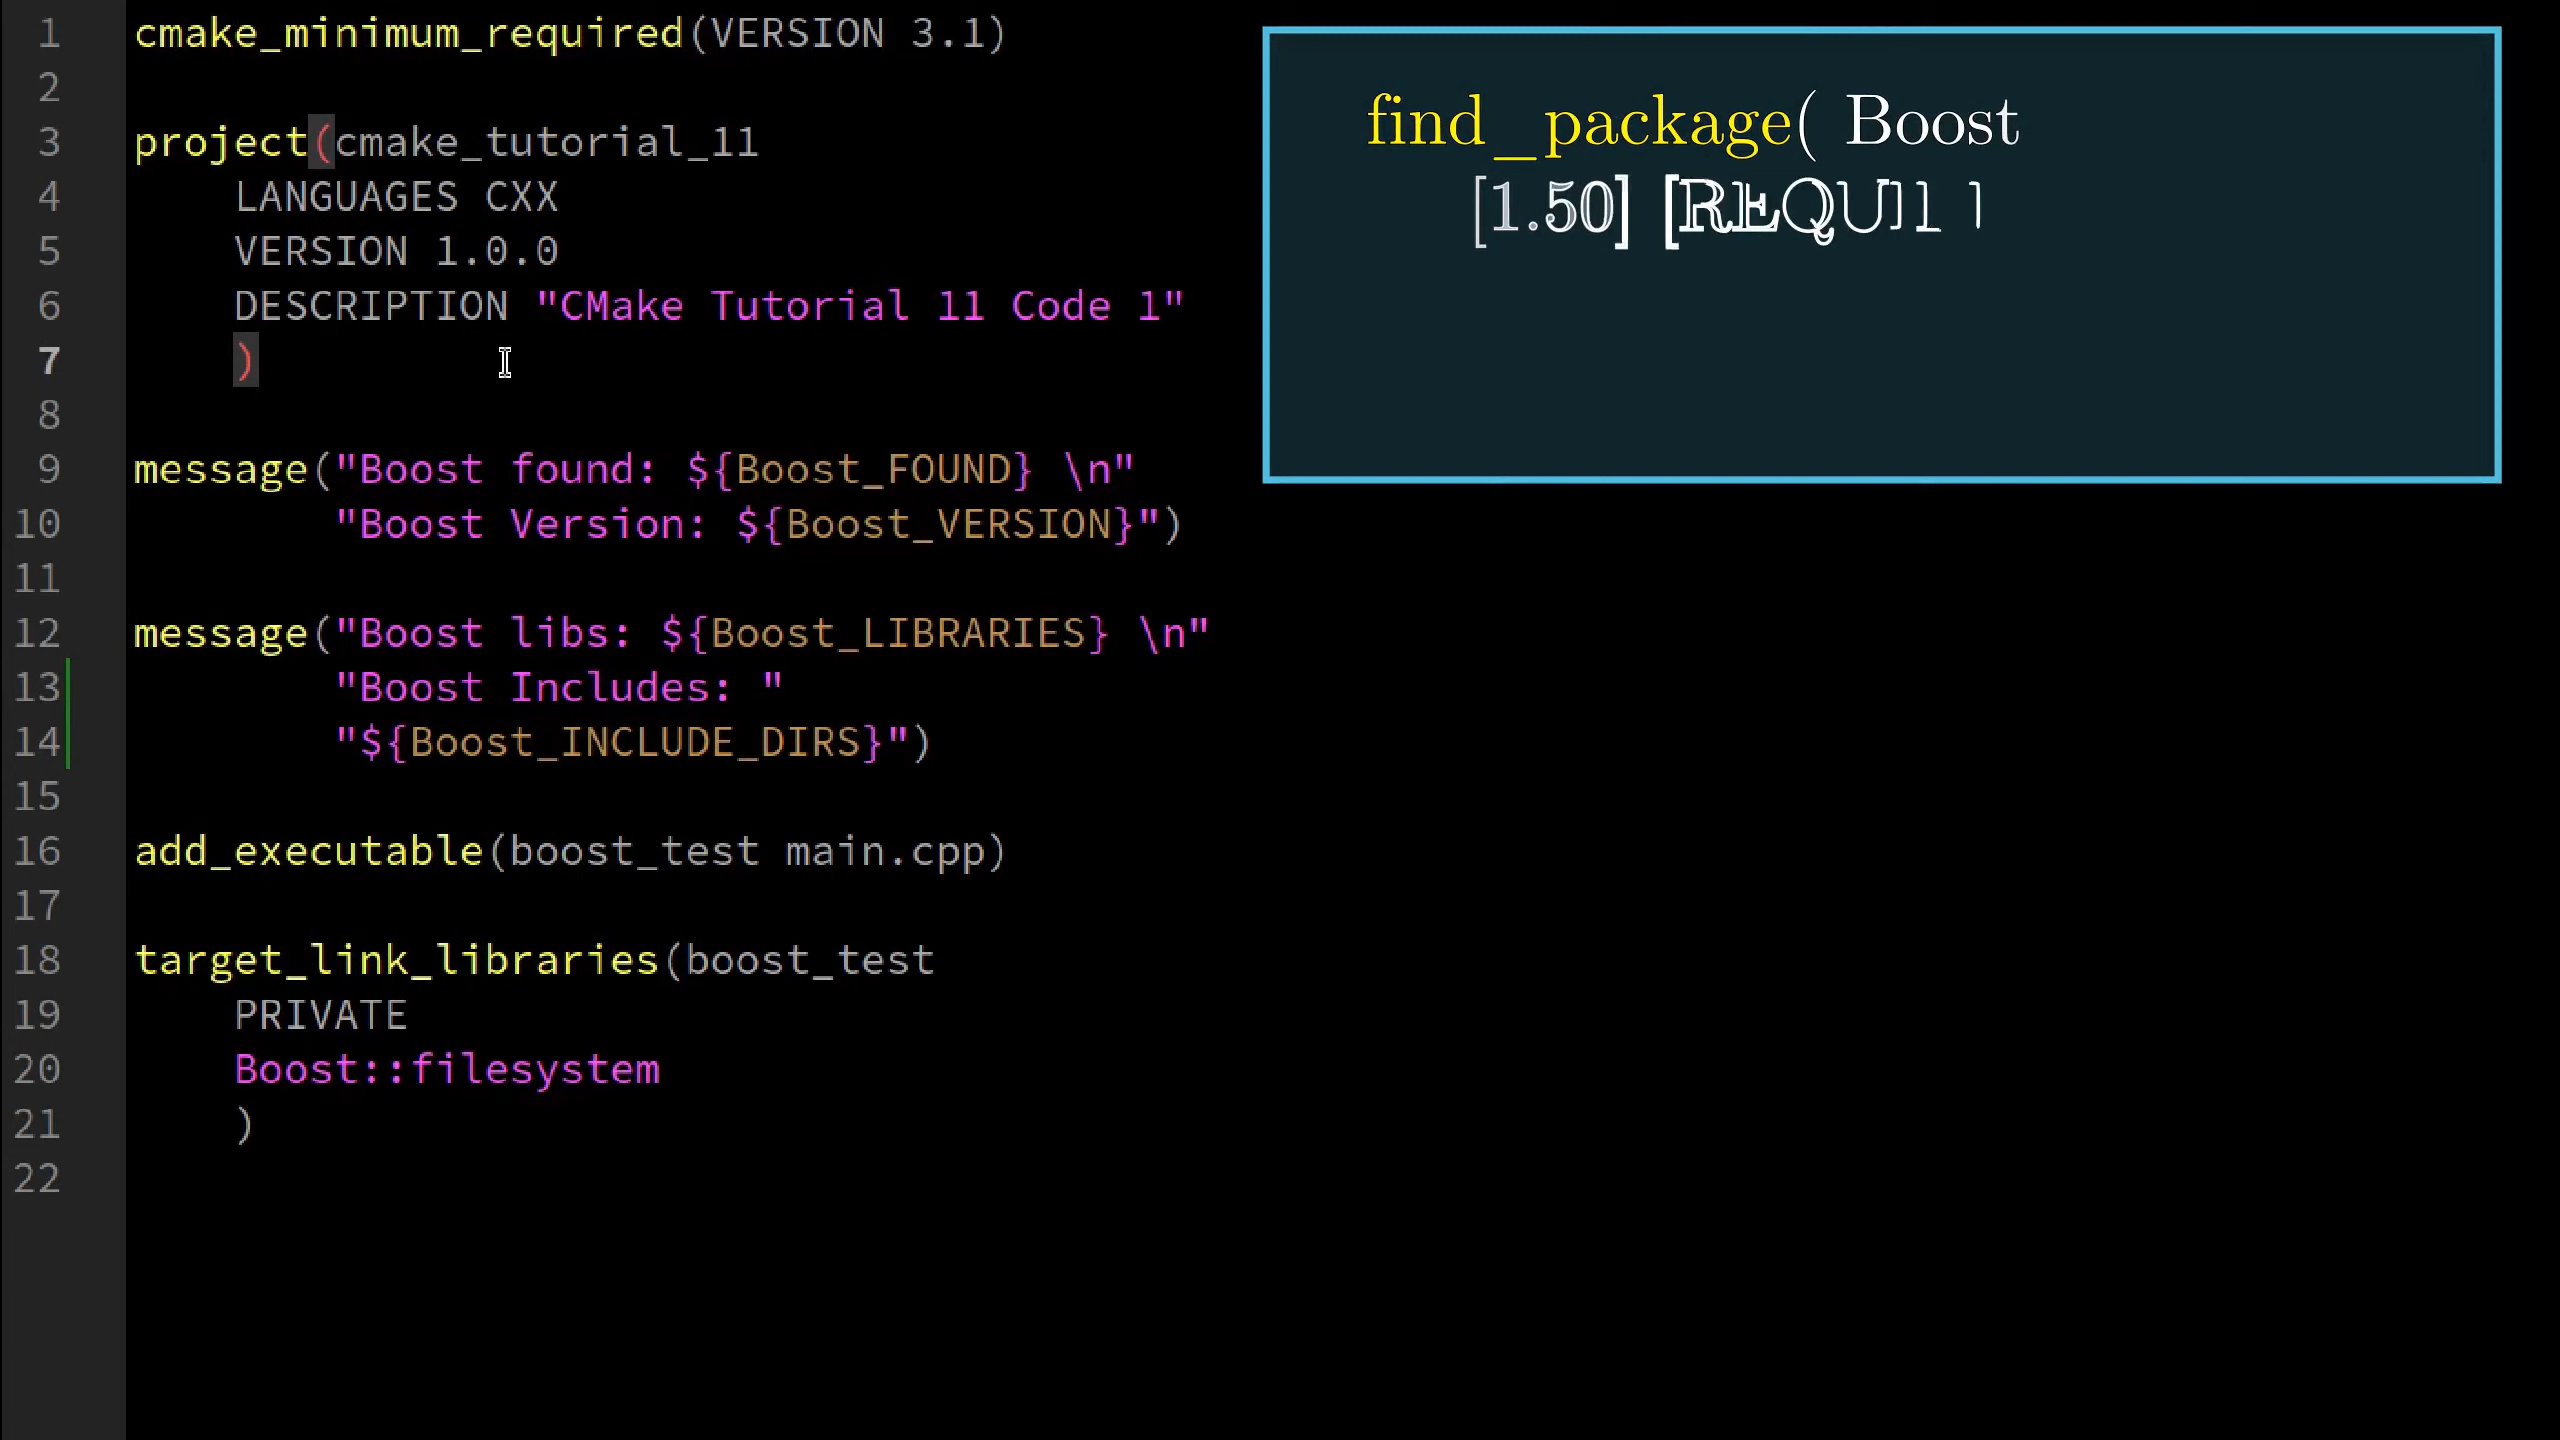 1 cmake_minimum_required(VERSION 3.1)
2
3 project(cmake_tutorial_11
4     LANGUAGES CXX
5     VERSION 1.0.0
6     DESCRIPTION "CMake Tutorial 11 Code 1"
7     )
8
9 message("Boost found: ${Boost_FOUND} \n"
10         "Boost Version: ${Boost_VERSION}")
11
12 message("Boost libs: ${Boost_LIBRARIES} \n"
13         "Boost Includes: "
14         "${Boost_INCLUDE_DIRS}")
15
16 add_executable(boost_test main.cpp)
17
18 target_link_libraries(boost_test
19     PRIVATE
20     Boost::filesystem
21     )
22
find_package( Boost
[1.50]